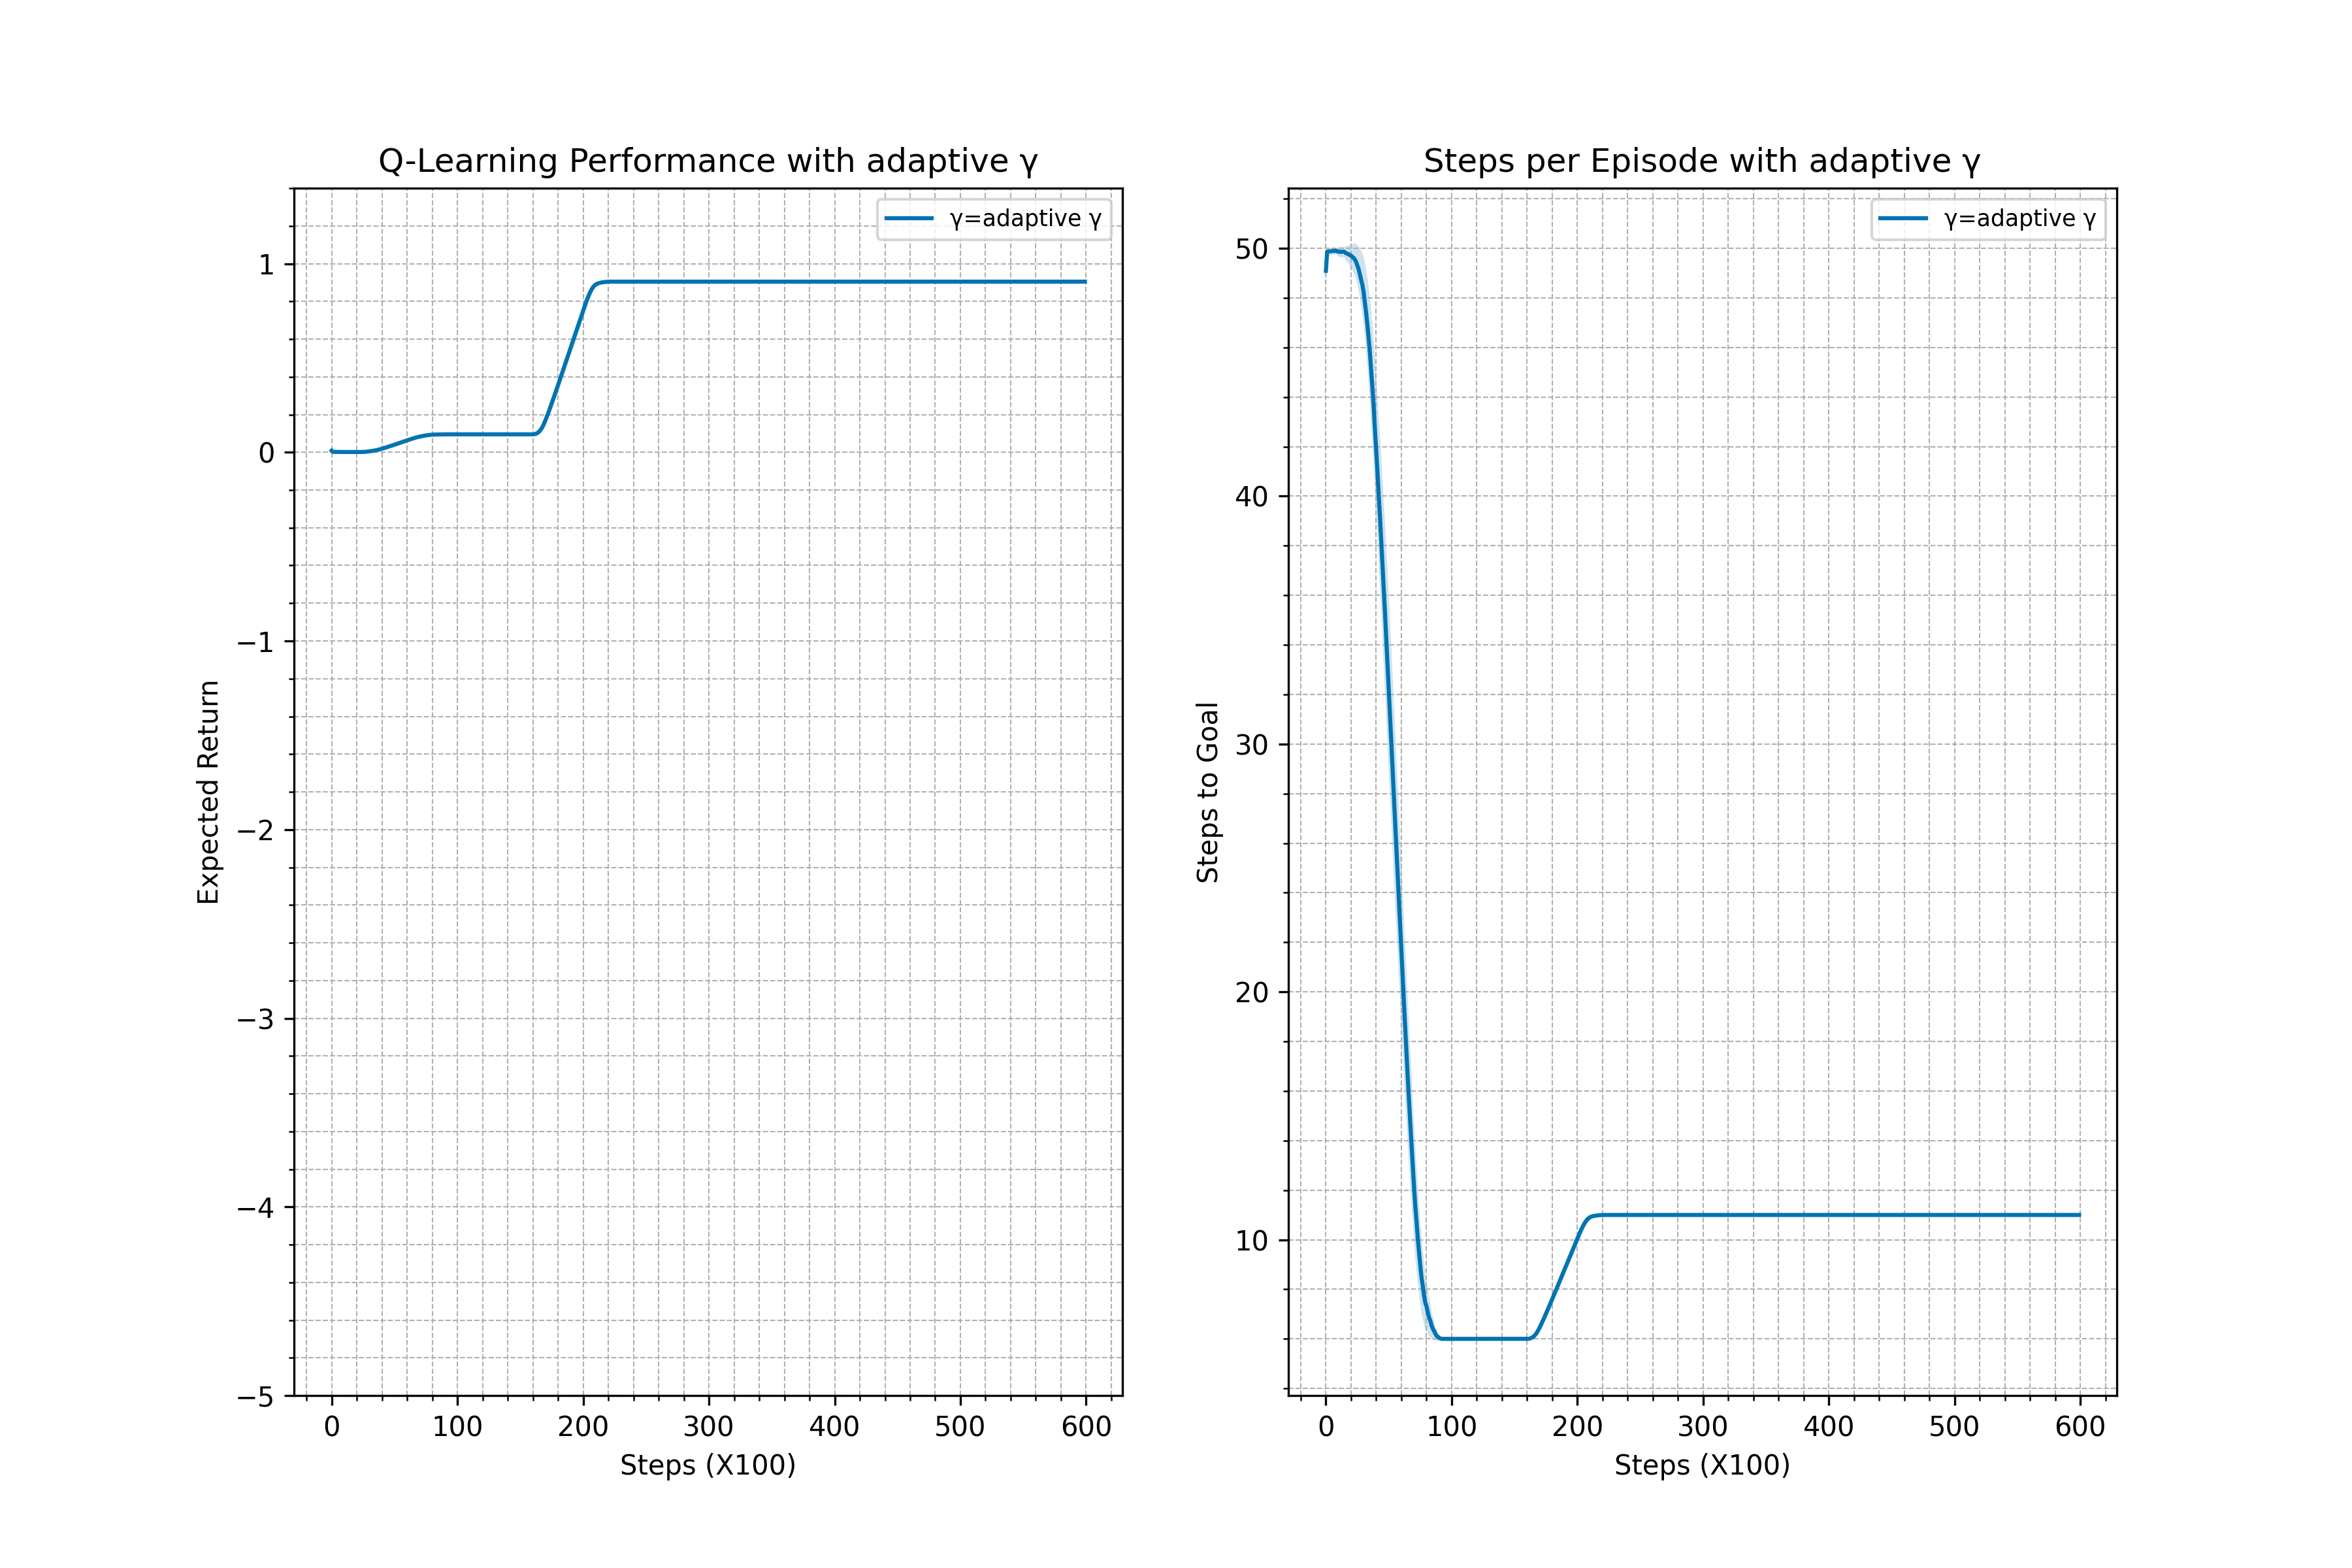 Q-Learning Performance with adaptive γ
γ=adaptive γ
Expected Return
1
0
−1
−2
−3
−4
−5
0 100 200 300 400 500 600
Steps (X100)
Steps per Episode with adaptive γ
γ=adaptive γ
Steps to Goal
50
40
30
20
10
0 100 200 300 400 500 600
Steps (X100)